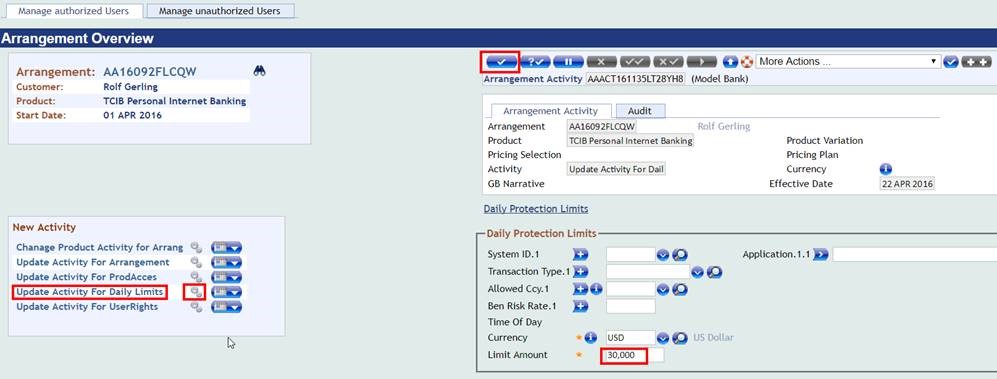 Manage authorized Users
Manage unauthorized Users
Arrangement Overview
Arrangement: AA16092FLCQW
Customer: Rolf Gerling
Product: TCIB Personal Internet Banking
Start Date: 01 APR 2016
More Actions ...
Arrangement Activity AAACT161135LT28YH8 (Model Bank)
Arrangement Activity
Audit
Arrangement AA16092FLCQW Rolf Gerling
Product TCIB Personal Internet Banking Product Variation
Pricing Selection Pricing Plan
Activity Update Activity For Dail Currency
GB Narrative Effective Date 22 APR 2016
Daily Protection Limits
New Activity
Chanage Product Activity for Arrang
Update Activity For Arrangement
Update Activity For ProdAcces
Update Activity For Daily Limits
Update Activity For UserRights
Daily Protection Limits
System ID.1 Application.1.1
Transaction Type.1
Allowed Ccy.1
Ben Risk Rate.1
Time Of Day
Currency USD US Dollar
Limit Amount 30,000